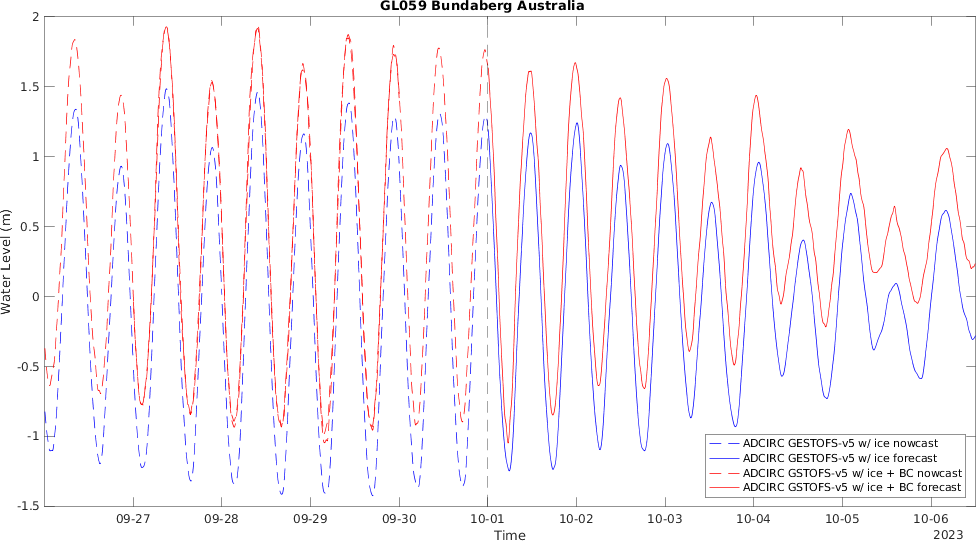 GL059 Bundaberg Australia
2
1.5
1
0.5
0
-0.5
-1
-1.5
Water Level (m)
09-27 09-28 09-29 09-30 10-01 10-02 10-03 10-04 10-05 10-06
Time
2023
ADCIRC GESTOFS-v5 w/ ice nowcast
ADCIRC GESTOFS-v5 w/ ice forecast
ADCIRC GSTOFS-v5 w/ ice + BC nowcast
ADCIRC GSTOFS-v5 w/ ice + BC forecast